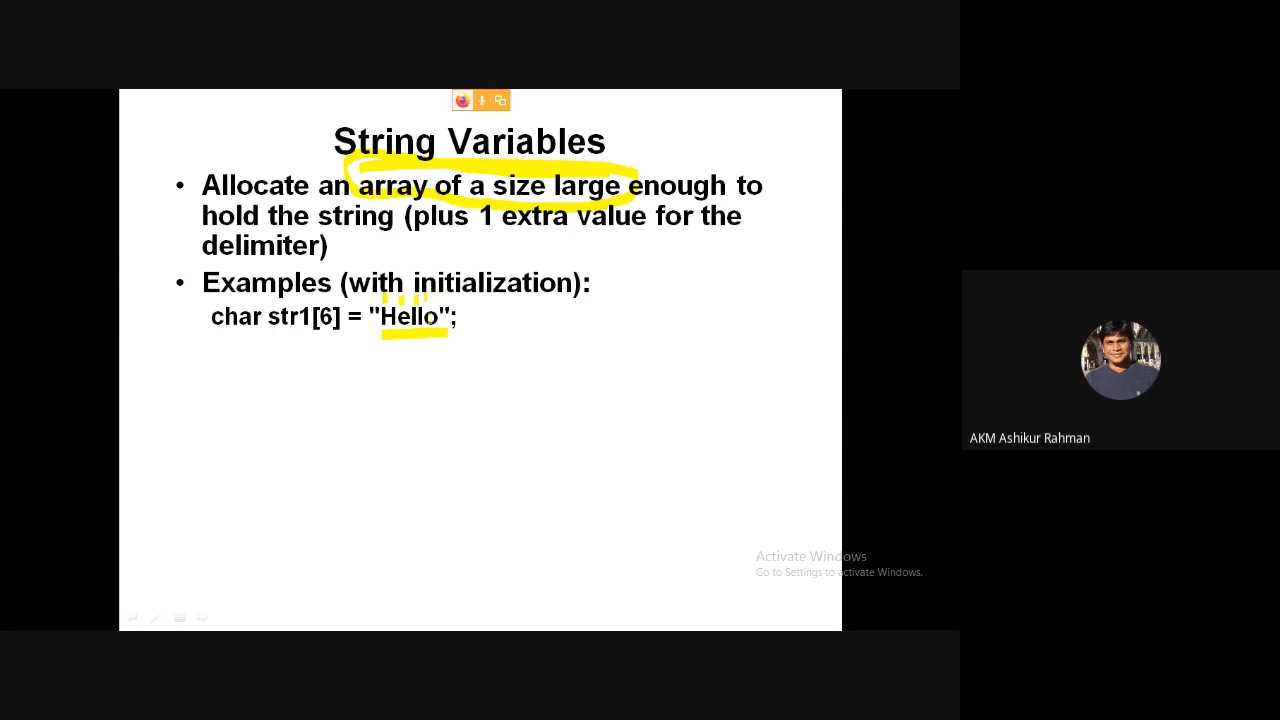 String Variables
• Allocate an array of a size large enough to
hold the string (plus 1 extra value for the
delimiter)
• Examples (with initialization):
char str1[6] = "Hello";
AKM Ashikur Rahman
Activate Windows
Go to Settings to activate Windows.